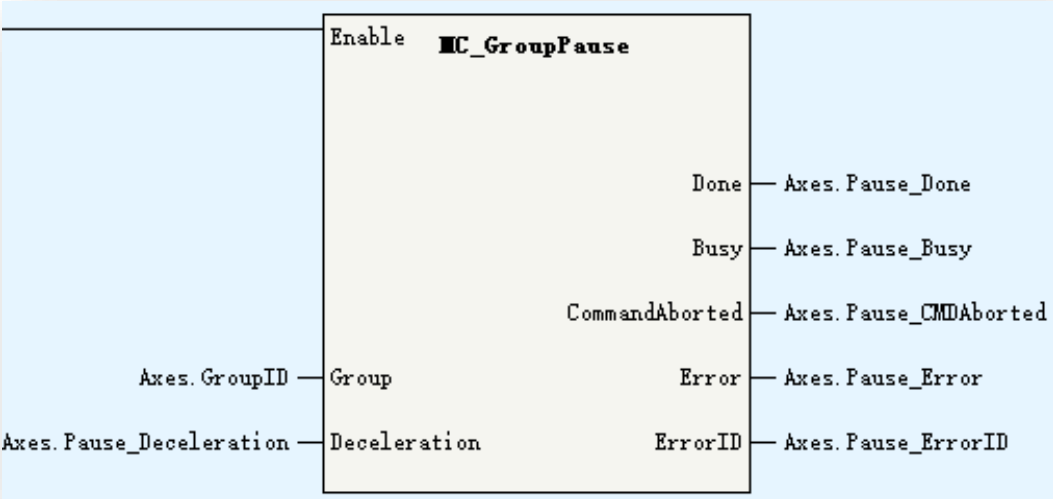 Enable
MC_GroupPause
Done
Axes.Pause_Done
Busy
Axes.Pause_Busy
CommandAborted
Axes.Pause_CMDAborted
Axes.GroupID
Group
Error
Axes.Pause_Error
Axes.Pause_Deceleration
Deceleration
ErrorID
Axes.Pause_ErrorID